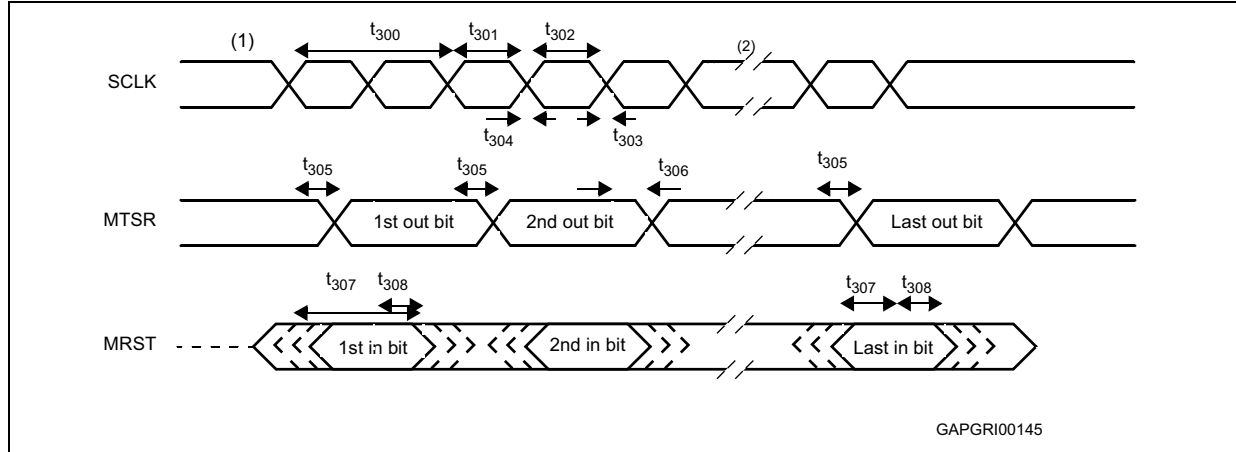 (1) t300 t301 t302 (2)
SCLK
t304 t303
t305 t305 t306 t305
MTSR 1st out bit 2nd out bit Last out bit
t307 t308 t307 t308
MRST 1st in bit 2nd in bit Last in bit
GAPGRI00145